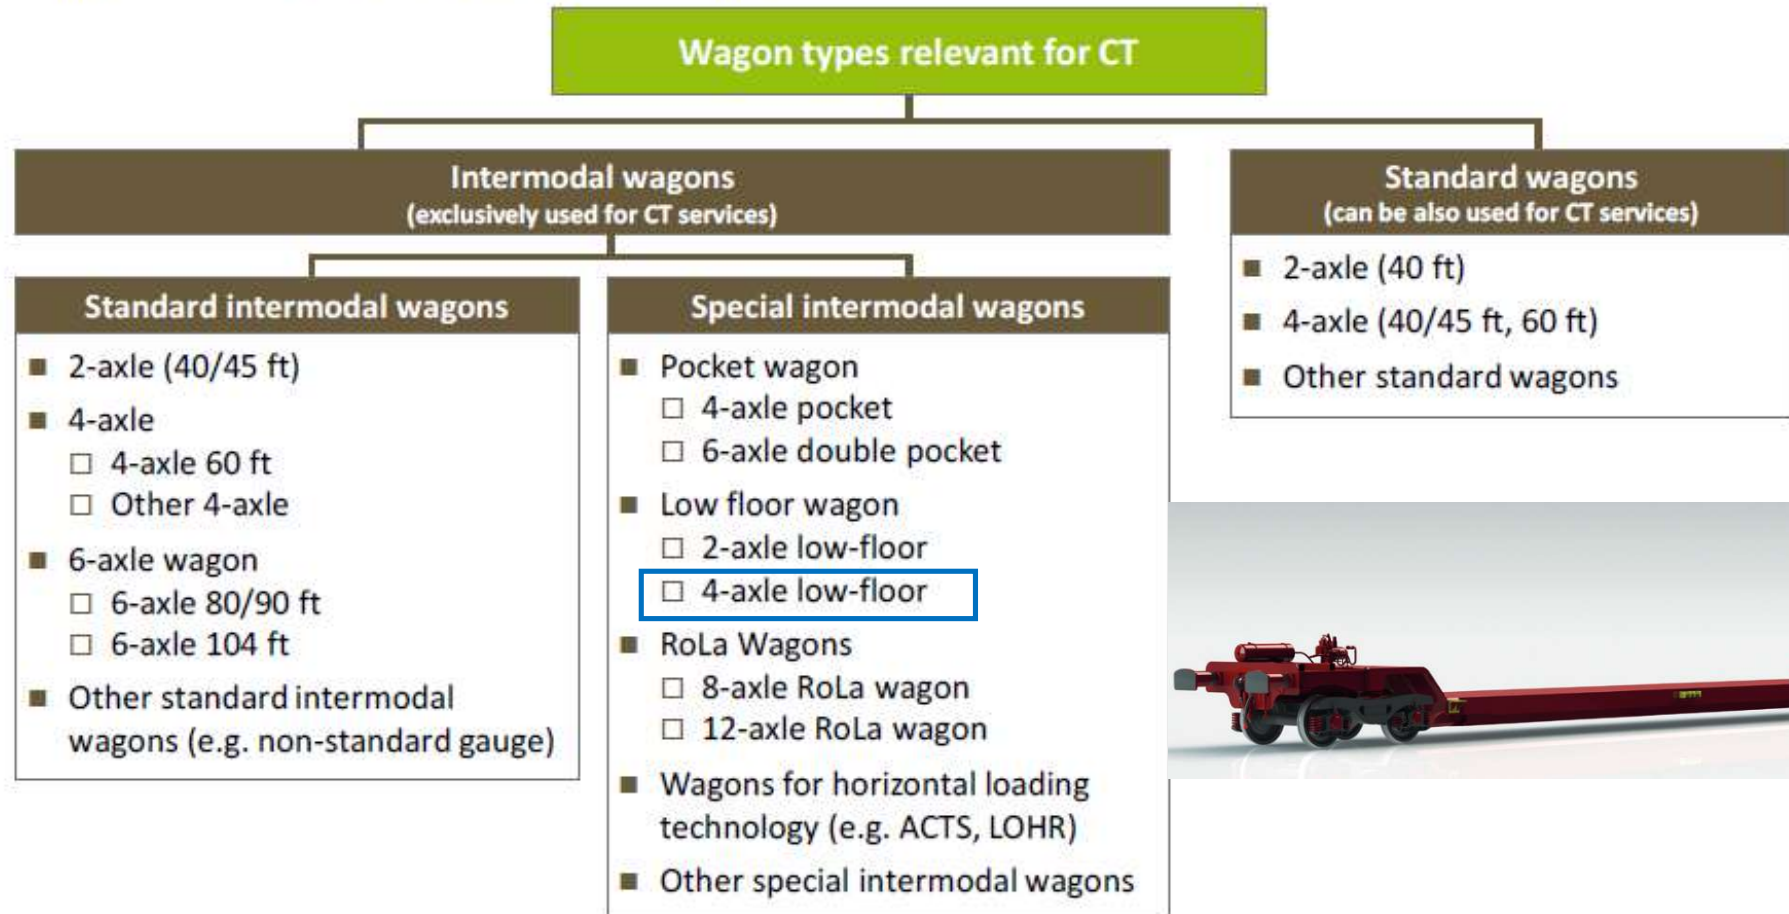 Wagon types relevant for CT
Intermodal wagons
(exclusively used for CT services)
Standard wagons
(can be also used for CT services)
■ 2-axle (40 ft)
■ 4-axle (40/45 ft, 60 ft)
■ Other standard wagons
Standard intermodal wagons
■ 2-axle (40/45 ft)
■ 4-axle
□ 4-axle 60 ft
□ Other 4-axle
■ 6-axle wagon
□ 6-axle 80/90 ft
□ 6-axle 104 ft
■ Other standard intermodal
wagons (e.g. non-standard gauge)
Special intermodal wagons
■ Pocket wagon
□ 4-axle pocket
□ 6-axle double pocket
■ Low floor wagon
□ 2-axle low-floor
□ 4-axle low-floor
■ RoLa Wagons
□ 8-axle RoLa wagon
□ 12-axle RoLa wagon
■ Wagons for horizontal loading
technology (e.g. ACTS, LOHR)
■ Other special intermodal wagons